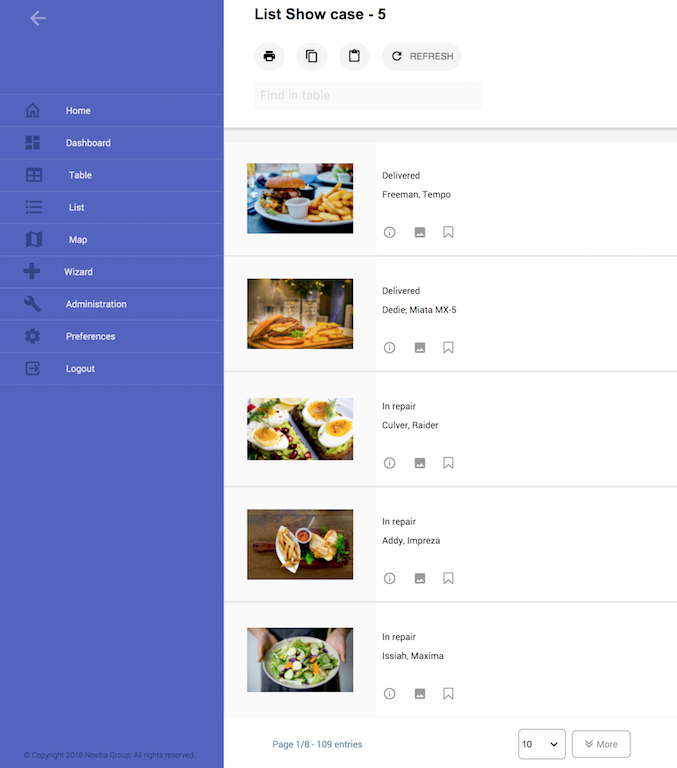 List Show case - 5
REFRESH
Find in table
Home
Dashboard
Table
List
Map
Wizard
Administration
Preferences
Logout
Delivered
Freeman, Tempo
Delivered
Dedie, Miata MX-5
In repair
Culver, Raider
In repair
Addy, Impreza
In repair
Issiah, Maxima
© Copyright 2018 Nexitia Group. All rights reserved.
Page 1/8 - 109 entries
10
More